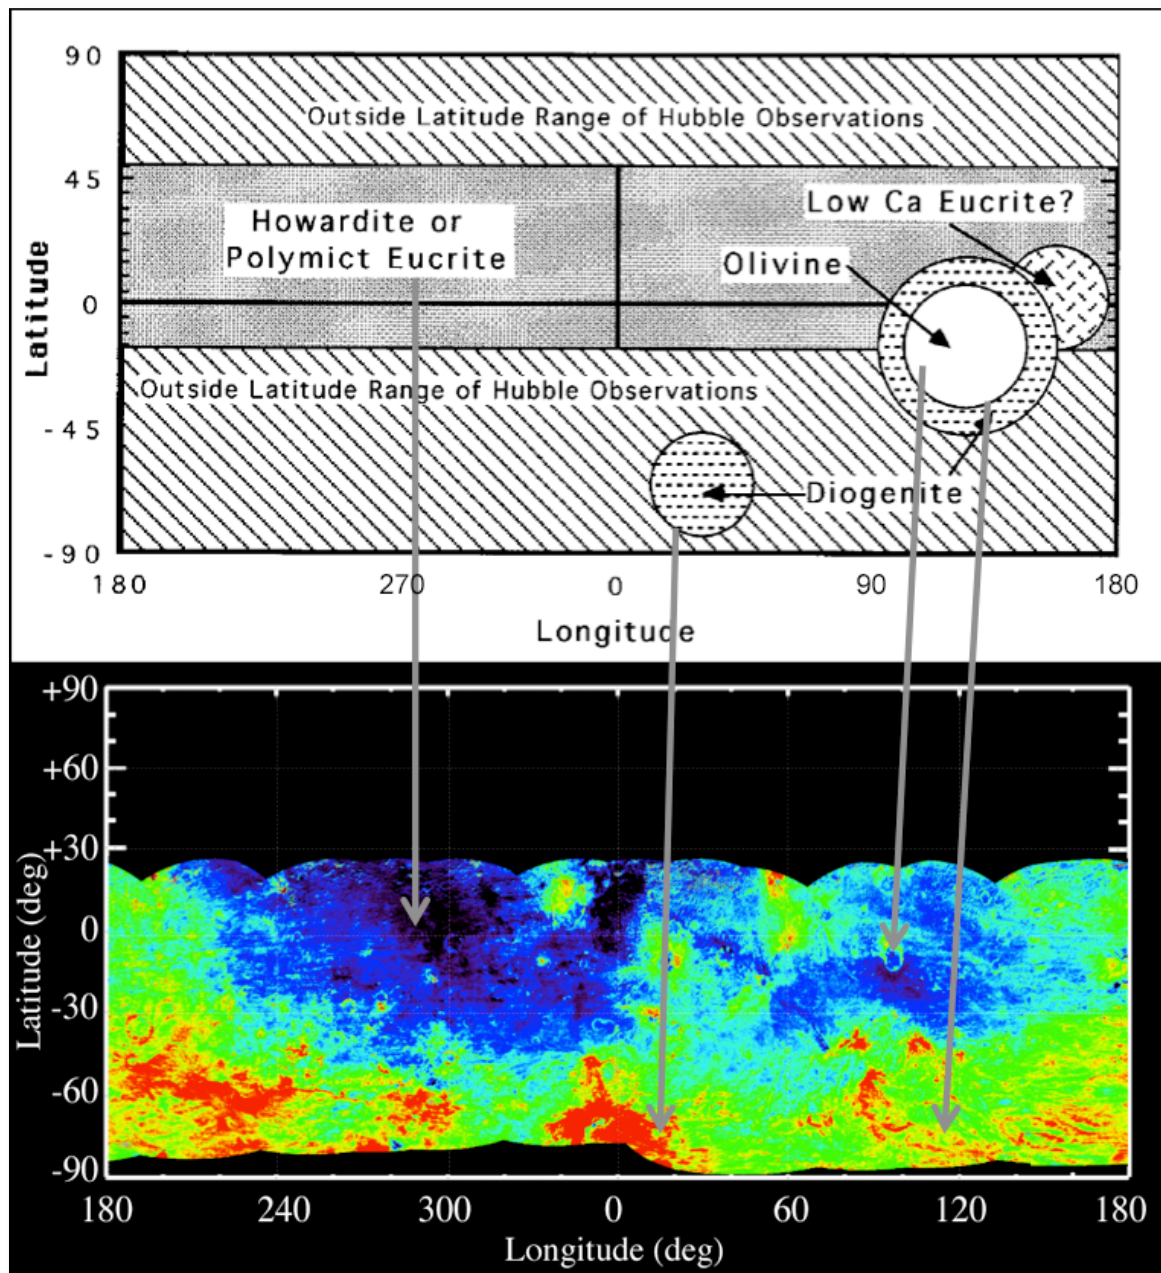 90
Outside Latitude Range of Hubble Observations
45
Low Ca Eucrite?
Howardite or
Polymict Eucrite
Olivine
Latitude
0
Outside Latitude Range of Hubble Observations
-45
Diogenite
-90
180 270 0 90 180
Longitude
+90
+60
+30
Latitude (deg)
0
-30
-60
-90
180 240 300 0 60 120 180
Longitude (deg)